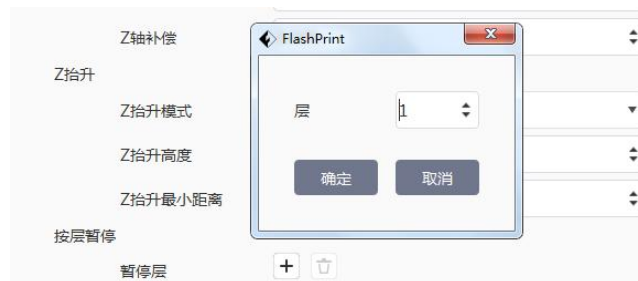 Z轴补偿
FlashPrint
Z抬升
Z抬升模式
层
1
Z抬升高度
确定
取消
Z抬升最小距离
按层暂停
暂停层